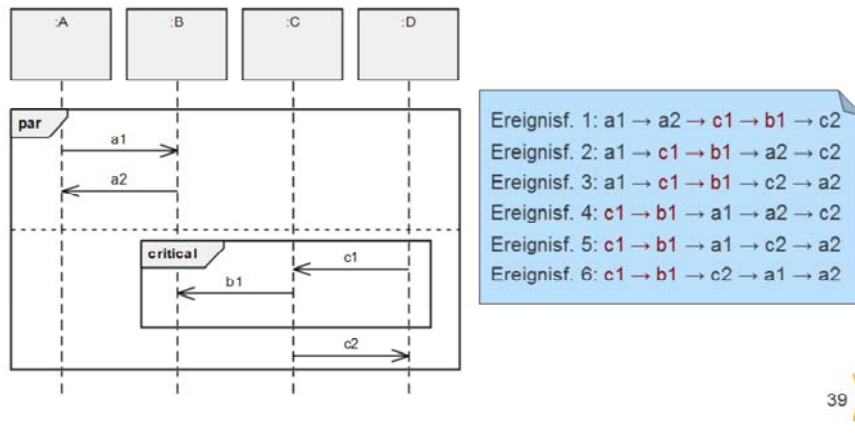 :A :B :C :D
par
a1
a2
critical
c1
b1
c2
Ereignisf. 1: a1 → a2 → c1 → b1 → c2
Ereignisf. 2: a1 → c1 → b1 → a2 → c2
Ereignisf. 3: a1 → c1 → b1 → c2 → a2
Ereignisf. 4: c1 → b1 → a1 → a2 → c2
Ereignisf. 5: c1 → b1 → a1 → c2 → a2
Ereignisf. 6: c1 → b1 → c2 → a1 → a2
39